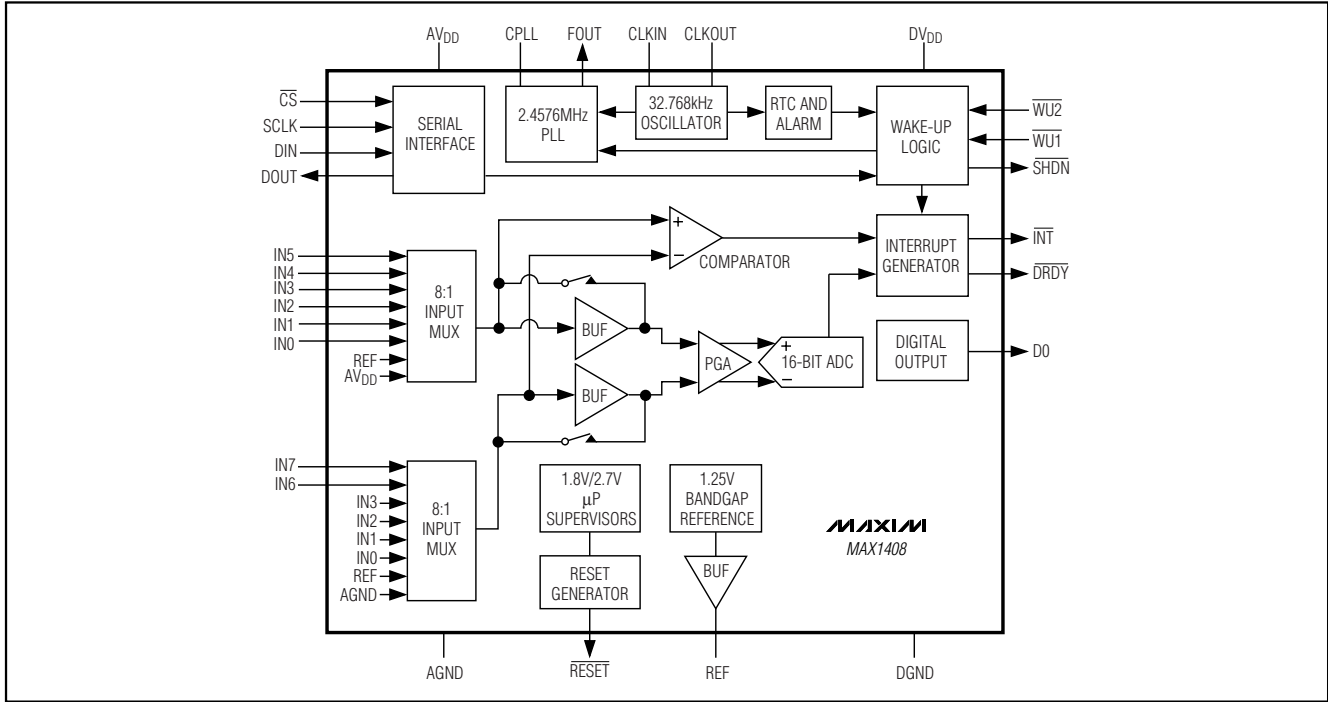 AVDD
CPLL
FOUT
CLKIN
CLKOUT
DVDD
CS
SCLK
DIN
DOUT
SERIAL
INTERFACE
2.4576MHz
PLL
32.768kHz
OSCILLATOR
RTC AND
ALARM
WAKE-UP
LOGIC
WU2
WU1
SHDN
IN5
IN4
IN3
IN2
IN1
IN0
REF
AVDD
8:1
INPUT
MUX
+
−
COMPARATOR
BUF
BUF
PGA
+
16-BIT ADC
−
INTERRUPT
GENERATOR
INT
DRDY
DIGITAL
OUTPUT
D0
IN7
IN6
IN3
IN2
IN1
IN0
REF
AGND
8:1
INPUT
MUX
1.8V/2.7V
μP
SUPERVISORS
RESET
GENERATOR
1.25V
BANDGAP
REFERENCE
BUF
MAXIM
MAX1408
AGND
RESET
REF
DGND